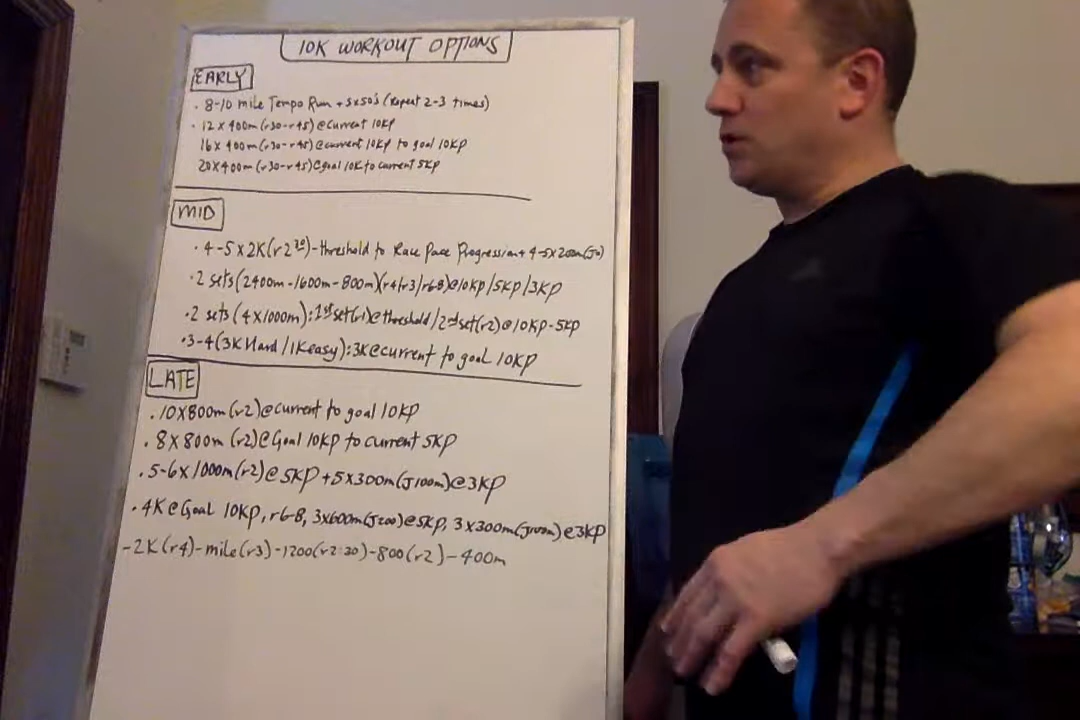 10K WORKOUT OPTIONS
EARLY
. 8-10 mile Tempo Run + 5x50's (repeat 2-3 times)
. 12 x 400m (r30-r45) @ current 10KP
16 x 400m (r30-r45) @ current 10KP to goal 10KP
20 x 400m (r30-r45) @ goal 10K to current 5KP
MID
. 4-5 x 2K (r2:30) - threshold to Race Pace Progression + 4-5 x 200m (J)
. 2 sets (2400m - 1600m - 800m) (r4/r3/r6-8) @ 10KP/5KP/3KP
. 2 sets (4 x 1000m): 1st set (r1) @ threshold / 2nd set (r2) @ 10KP-5KP
. 3-4 (3K Hard / 1K easy): 3K @ current to goal 10KP
LATE
. 10 X 800m (r2) @ current to goal 10KP
. 8 X 800m (r2) @ Goal 10KP to current 5KP
. 5-6 x 1000m (r2) @ 5KP + 5 X 300m (J100m) @ 3KP
. 4K @ Goal 10KP, r6-8, 3x600m (J200) @ 5KP, 3 x 300m (J100m) @ 3KP
- 2K (r4) - mile (r3) - 1200 (r2:30) - 800 (r2) - 400m